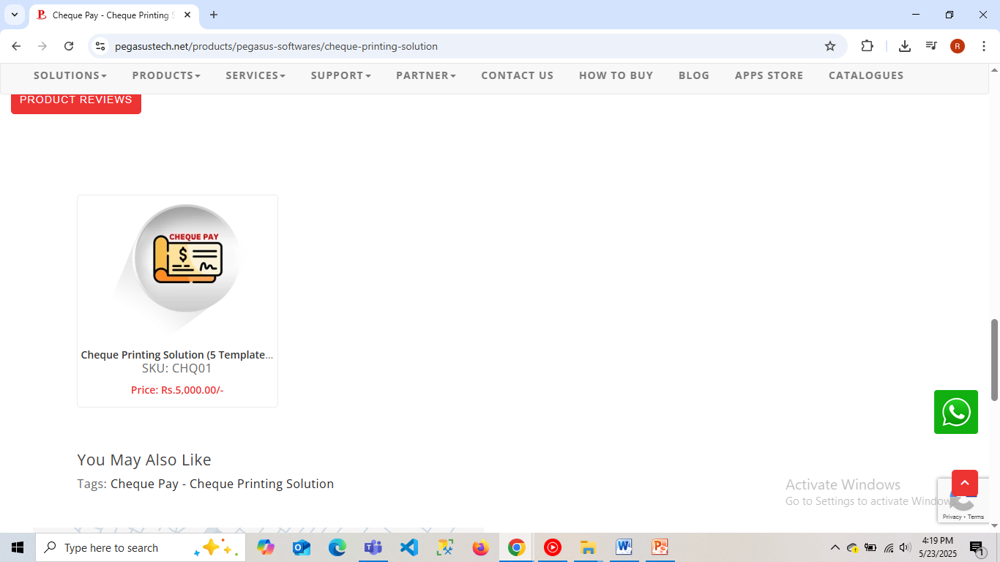 Cheque Pay - Cheque Printing S
pegasustech.net/products/pegasus-softwares/cheque-printing-solution
R
SOLUTIONS PRODUCTS SERVICES SUPPORT PARTNER CONTACT US HOW TO BUY BLOG APPS STORE CATALOGUES
PRODUCT REVIEWS
CHEQUE PAY
$
Cheque Printing Solution (5 Template...
SKU: CHQ01
Price: Rs.5,000.00/-
You May Also Like
Tags: Cheque Pay - Cheque Printing Solution
Activate Windows
Go to Settings to activate Windows
Privacy - Terms
Type here to search
4:19 PM
5/23/2025
1